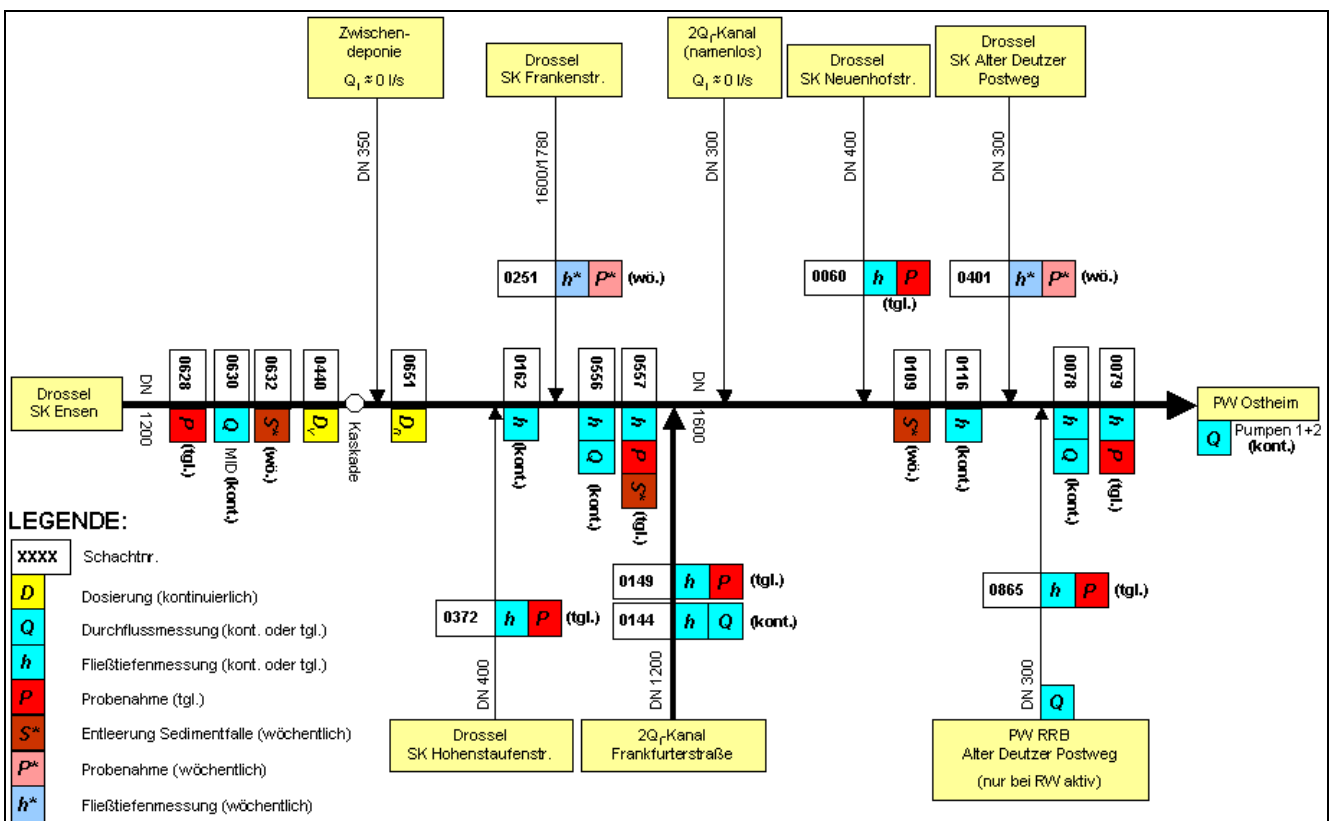 Zwischen-
deponie
Qₜ ≈ 0 l/s
Drossel
SK Frankenstr.
2Qₜ-Kanal
(namenlos)
Qₜ ≈ 0 l/s
Drossel
SK Neuenhofstr.
Drossel
SK Alter Deutzer
Postweg
DN 350
1600/1780
DN 300
DN 400
DN 300
0251 h* P* (wö.)
0060 h P
(tgl.)
0401 h* P* (wö.)
Drossel
SK Ensen
DN 1200
0628 P (tgl.)
0630 Q MID (kont.)
0632 S* (wö.)
0440
Kaskade
0651
0162 h (kont.)
0556 h Q (kont.)
0557 h P S* (tgl.)
DN 1600
0109 S* (wö.)
0116 h (kont.)
0078 h Q (kont.)
0079 h P (tgl.)
PW Ostheim
Q Pumpen 1+2
(kont.)
0372 h P (tgl.)
DN 400
Drossel
SK Hohenstaufenstr.
0149 h P (tgl.)
0144 h Q (kont.)
DN 1200
2Qₜ-Kanal
Frankfurterstraße
0865 h P (tgl.)
DN 300
Q
PW RRB
Alter Deutzer Postweg
(nur bei RW aktiv)
LEGENDE:
XXXX Schachtnr.
D Dosierung (kontinuierlich)
Q Durchflussmessung (kont. oder tgl.)
h Fließtiefenmessung (kont. oder tgl.)
P Probenahme (tgl.)
S* Entleerung Sedimentfalle (wöchentlich)
P* Probenahme (wöchentlich)
h* Fließtiefenmessung (wöchentlich)